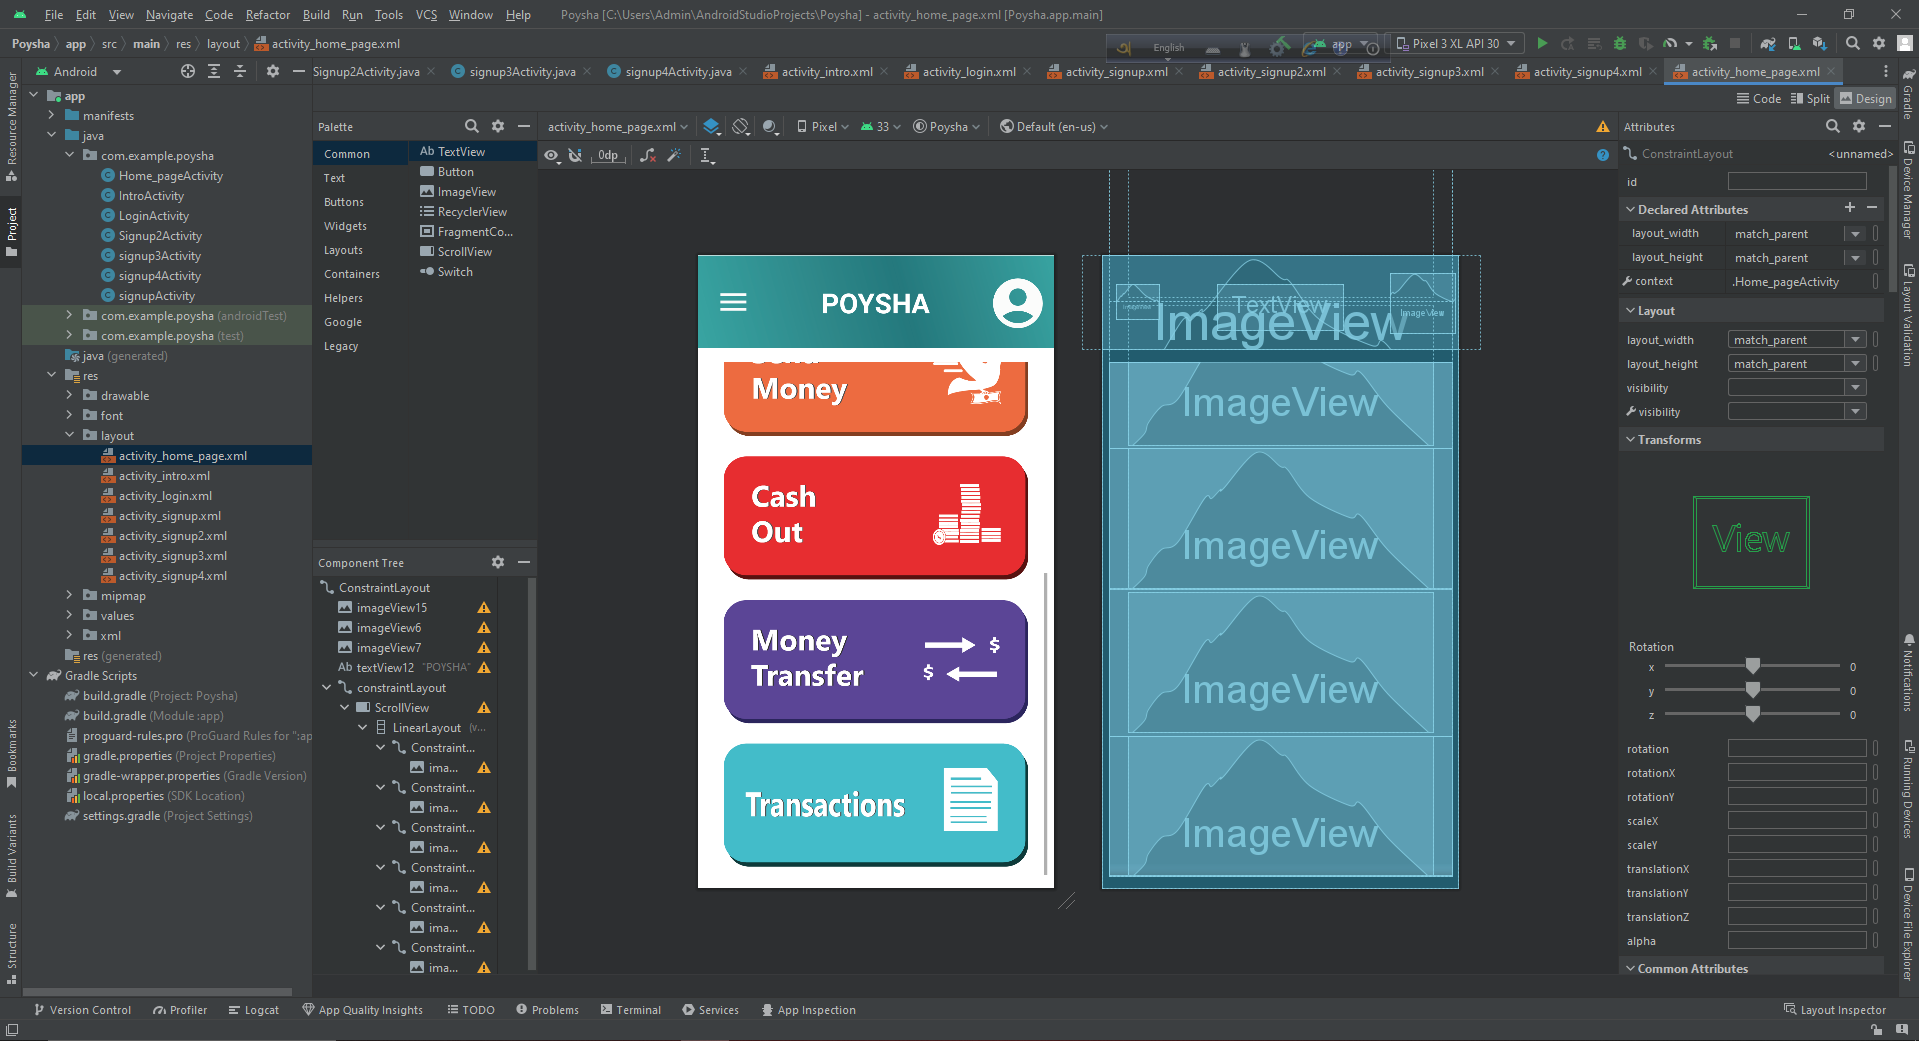 File Edit View Navigate Code Refactor Build Run Tools VCS Window Help Poysha [C:\Users\Admin\AndroidStudioProjects\Poysha] - activity_home_page.xml [Poysha.app.main]
Poysha app src main res layout activity_home_page.xml
English app Pixel 3 XL API 30
Android
Signup2Activity.java signup3Activity.java signup4Activity.java activity_intro.xml activity_login.xml activity_signup.xml activity_signup2.xml activity_signup3.xml activity_signup4.xml activity_home_page.xml
Code Split Design
Resource Manager
Project
Bookmarks
Build Variants
Structure
app
manifests
java
com.example.poysha
Home_pageActivity
IntroActivity
LoginActivity
Signup2Activity
signup3Activity
signup4Activity
signupActivity
com.example.poysha (androidTest)
com.example.poysha (test)
java (generated)
res
drawable
font
layout
activity_home_page.xml
activity_intro.xml
activity_login.xml
activity_signup.xml
activity_signup2.xml
activity_signup3.xml
activity_signup4.xml
mipmap
values
xml
res (generated)
Gradle Scripts
build.gradle (Project: Poysha)
build.gradle (Module :app)
proguard-rules.pro (ProGuard Rules for ":ap
gradle.properties (Project Properties)
gradle-wrapper.properties (Gradle Version)
local.properties (SDK Location)
settings.gradle (Project Settings)
Palette
Common
Text
Buttons
Widgets
Layouts
Containers
Helpers
Google
Legacy
Ab TextView
Button
ImageView
RecyclerView
FragmentCo...
ScrollView
Switch
Component Tree
ConstraintLayout
imageView15
imageView6
imageView7
Ab textView12 "POYSHA"
constraintLayout
ScrollView
LinearLayout (v...
Constraint...
ima...
Constraint...
ima...
Constraint...
ima...
Constraint...
ima...
Constraint...
ima...
Constraint...
ima...
activity_home_page.xml Pixel 33 Poysha Default (en-us)
0dp
POYSHA
Money
Cash
Out
Money
Transfer
$
$
Transactions
TextView
ImageView
ImageView
ImageView
ImageView
ImageView
ImageView
Attributes
ConstraintLayout <unnamed>
id
Declared Attributes
layout_width match_parent
layout_height match_parent
context .Home_pageActivity
Layout
layout_width match_parent
layout_height match_parent
visibility
visibility
Transforms
View
Rotation
x 0
y 0
z 0
rotation
rotationX
rotationY
scaleX
scaleY
translationX
translationY
translationZ
alpha
Common Attributes
Gradle
Device Manager
Layout Validation
Notifications
Running Devices
Device File Explorer
Version Control Profiler Logcat App Quality Insights TODO Problems Terminal Services App Inspection Layout Inspector